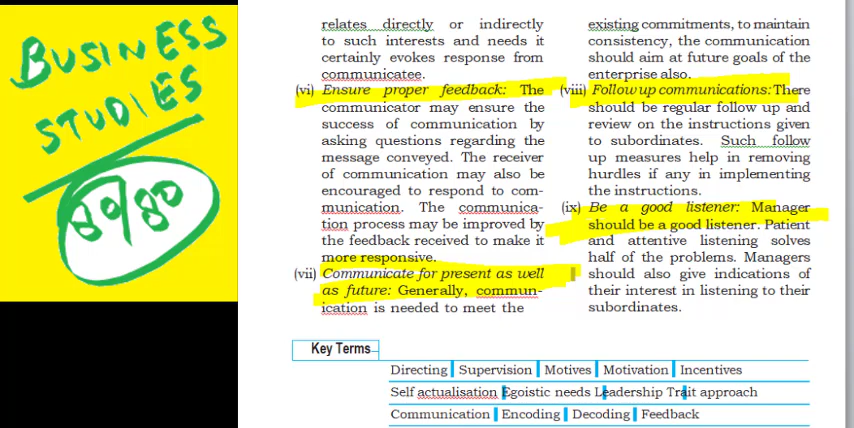 BUSINESS
STUDIES
80/80
relates directly or indirectly
to such interests and needs it
certainly evokes response from
communicatee.
(vi) Ensure proper feedback: The
communicator may ensure the
success of communication by
asking questions regarding the
message conveyed. The receiver
of communication may also be
encouraged to respond to com-
munication. The communica-
tion process may be improved by
the feedback received to make it
more responsive.
(vii) Communicate for present as well
as future: Generally, commun-
ication is needed to meet the
existing commitments, to maintain
consistency, the communication
should aim at future goals of the
enterprise also.
(viii) Follow up communications: There
should be regular follow up and
review on the instructions given
to subordinates. Such follow
up measures help in removing
hurdles if any in implementing
the instructions.
(ix) Be a good listener: Manager
should be a good listener. Patient
and attentive listening solves
half of the problems. Managers
should also give indications of
their interest in listening to their
subordinates.
Key Terms
Directing Supervision Motives Motivation Incentives
Self actualisation Egoistic needs Leadership Trait approach
Communication Encoding Decoding Feedback